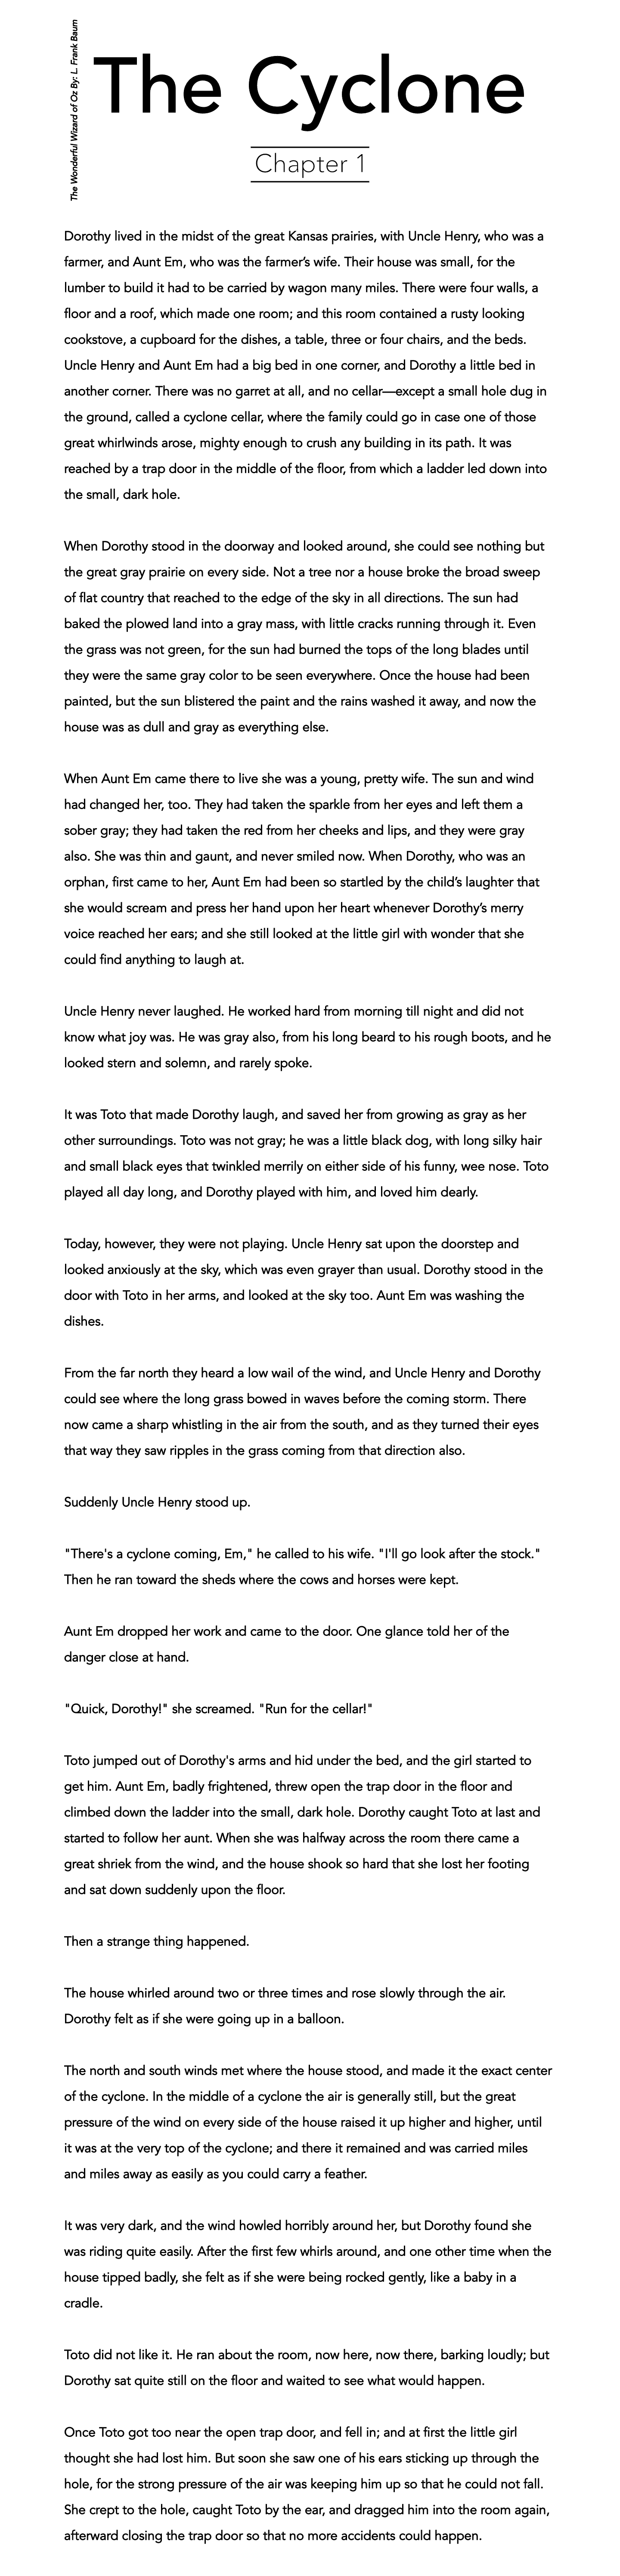 The Wonderful Wizard of Oz By: L. Frank Baum
The Cyclone
Chapter 1
Dorothy lived in the midst of the great Kansas prairies, with Uncle Henry, who was a
farmer, and Aunt Em, who was the farmer’s wife. Their house was small, for the
lumber to build it had to be carried by wagon many miles. There were four walls, a
floor and a roof, which made one room; and this room contained a rusty looking
cookstove, a cupboard for the dishes, a table, three or four chairs, and the beds.
Uncle Henry and Aunt Em had a big bed in one corner, and Dorothy a little bed in
another corner. There was no garret at all, and no cellar—except a small hole dug in
the ground, called a cyclone cellar, where the family could go in case one of those
great whirlwinds arose, mighty enough to crush any building in its path. It was
reached by a trap door in the middle of the floor, from which a ladder led down into
the small, dark hole.
When Dorothy stood in the doorway and looked around, she could see nothing but
the great gray prairie on every side. Not a tree nor a house broke the broad sweep
of flat country that reached to the edge of the sky in all directions. The sun had
baked the plowed land into a gray mass, with little cracks running through it. Even
the grass was not green, for the sun had burned the tops of the long blades until
they were the same gray color to be seen everywhere. Once the house had been
painted, but the sun blistered the paint and the rains washed it away, and now the
house was as dull and gray as everything else.
When Aunt Em came there to live she was a young, pretty wife. The sun and wind
had changed her, too. They had taken the sparkle from her eyes and left them a
sober gray; they had taken the red from her cheeks and lips, and they were gray
also. She was thin and gaunt, and never smiled now. When Dorothy, who was an
orphan, first came to her, Aunt Em had been so startled by the child’s laughter that
she would scream and press her hand upon her heart whenever Dorothy’s merry
voice reached her ears; and she still looked at the little girl with wonder that she
could find anything to laugh at.
Uncle Henry never laughed. He worked hard from morning till night and did not
know what joy was. He was gray also, from his long beard to his rough boots, and he
looked stern and solemn, and rarely spoke.
It was Toto that made Dorothy laugh, and saved her from growing as gray as her
other surroundings. Toto was not gray; he was a little black dog, with long silky hair
and small black eyes that twinkled merrily on either side of his funny, wee nose. Toto
played all day long, and Dorothy played with him, and loved him dearly.
Today, however, they were not playing. Uncle Henry sat upon the doorstep and
looked anxiously at the sky, which was even grayer than usual. Dorothy stood in the
door with Toto in her arms, and looked at the sky too. Aunt Em was washing the
dishes.
From the far north they heard a low wail of the wind, and Uncle Henry and Dorothy
could see where the long grass bowed in waves before the coming storm. There
now came a sharp whistling in the air from the south, and as they turned their eyes
that way they saw ripples in the grass coming from that direction also.
Suddenly Uncle Henry stood up.
"There's a cyclone coming, Em," he called to his wife. "I'll go look after the stock."
Then he ran toward the sheds where the cows and horses were kept.
Aunt Em dropped her work and came to the door. One glance told her of the
danger close at hand.
"Quick, Dorothy!" she screamed. "Run for the cellar!"
Toto jumped out of Dorothy's arms and hid under the bed, and the girl started to
get him. Aunt Em, badly frightened, threw open the trap door in the floor and
climbed down the ladder into the small, dark hole. Dorothy caught Toto at last and
started to follow her aunt. When she was halfway across the room there came a
great shriek from the wind, and the house shook so hard that she lost her footing
and sat down suddenly upon the floor.
Then a strange thing happened.
The house whirled around two or three times and rose slowly through the air.
Dorothy felt as if she were going up in a balloon.
The north and south winds met where the house stood, and made it the exact center
of the cyclone. In the middle of a cyclone the air is generally still, but the great
pressure of the wind on every side of the house raised it up higher and higher, until
it was at the very top of the cyclone; and there it remained and was carried miles
and miles away as easily as you could carry a feather.
It was very dark, and the wind howled horribly around her, but Dorothy found she
was riding quite easily. After the first few whirls around, and one other time when the
house tipped badly, she felt as if she were being rocked gently, like a baby in a
cradle.
Toto did not like it. He ran about the room, now here, now there, barking loudly; but
Dorothy sat quite still on the floor and waited to see what would happen.
Once Toto got too near the open trap door, and fell in; and at first the little girl
thought she had lost him. But soon she saw one of his ears sticking up through the
hole, for the strong pressure of the air was keeping him up so that he could not fall.
She crept to the hole, caught Toto by the ear, and dragged him into the room again,
afterward closing the trap door so that no more accidents could happen.